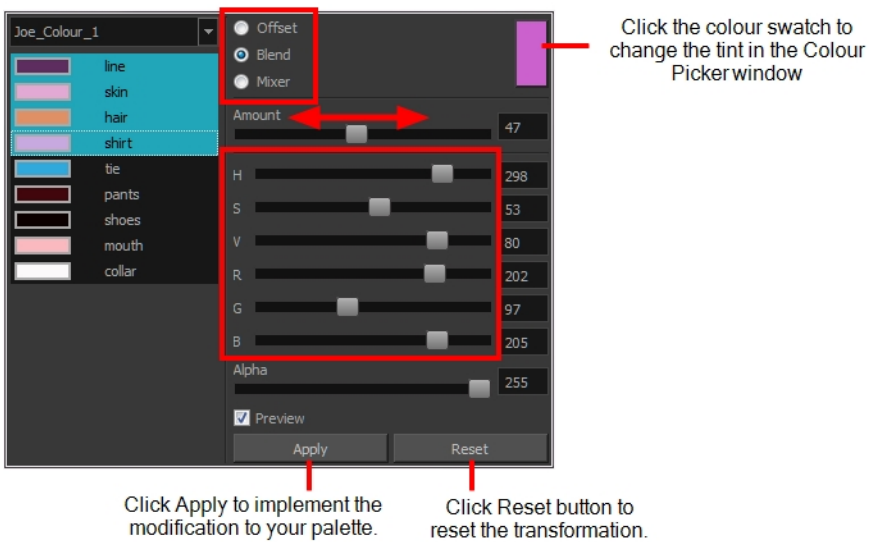 Joe_Colour_1
line
skin
hair
shirt
tie
pants
shoes
mouth
collar
Offset
Blend
Mixer
Amount 47
H 298
S 53
V 80
R 202
G 97
B 205
Alpha 255
Preview
Apply Reset
Click the colour swatch to
change the tint in the Colour
Picker window
Click Apply to implement the
modification to your palette.
Click Reset button to
reset the transformation.